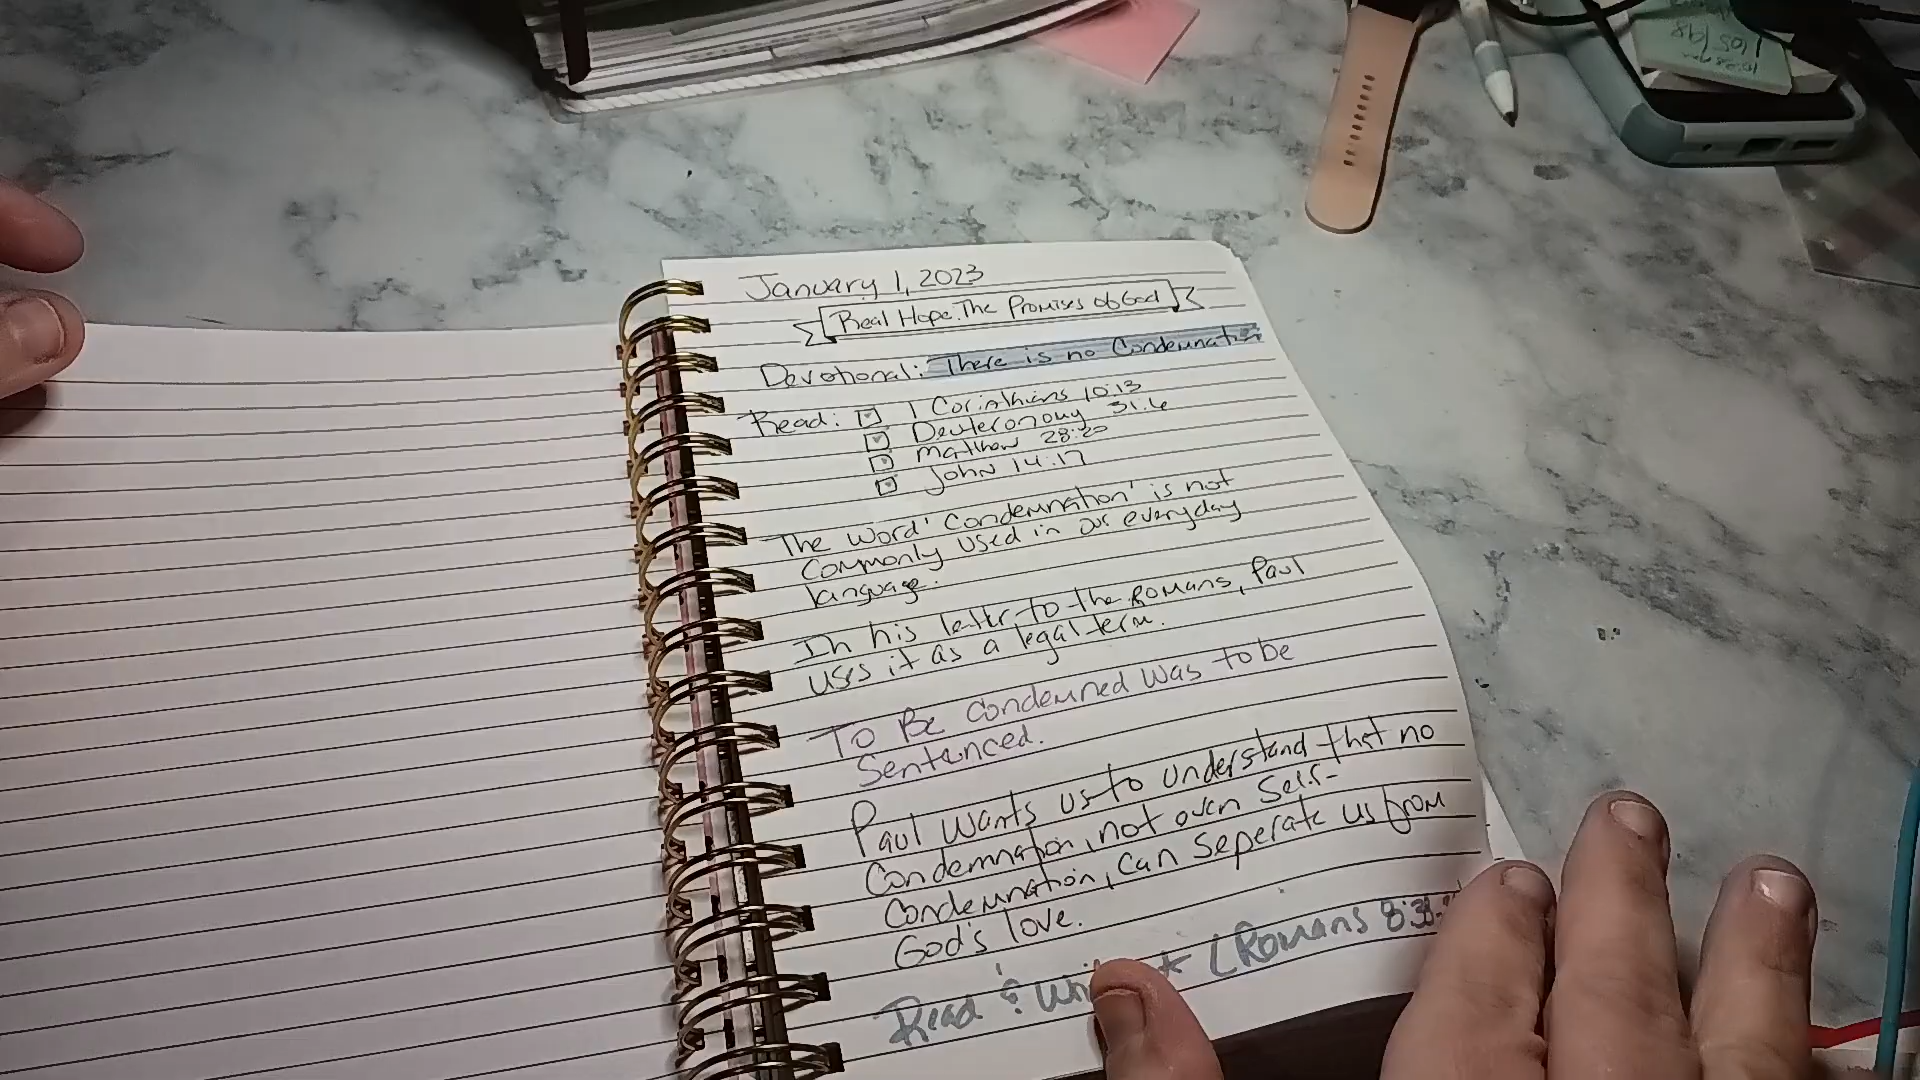 January 1, 2023
Real Hope: The Promises of God
Devotional: There is no Condemnation
Read: 1 Corinthians 10:13
Deuteronomy 31:6
Matthew 28:20
John 14:17
The Word 'Condemnation' is not
Commonly used in our everyday
language.
In his letter to the Romans, Paul
uses it as a legal term.
To Be Condemned was to be
Sentenced.
Paul wants us to understand that no
Condemnation, not even Self-
Condemnation, can seperate us from
God's love.
Read & (Romans 8: